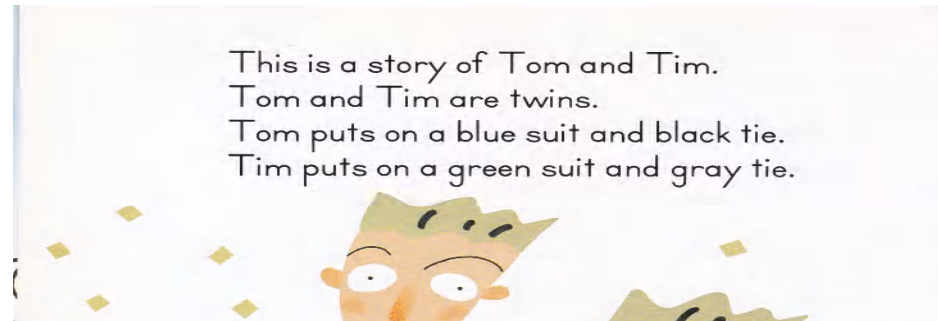 This is a story of Tom and Tim.
Tom and Tim are twins.
Tom puts on a blue suit and black tie.
Tim puts on a green suit and gray tie.